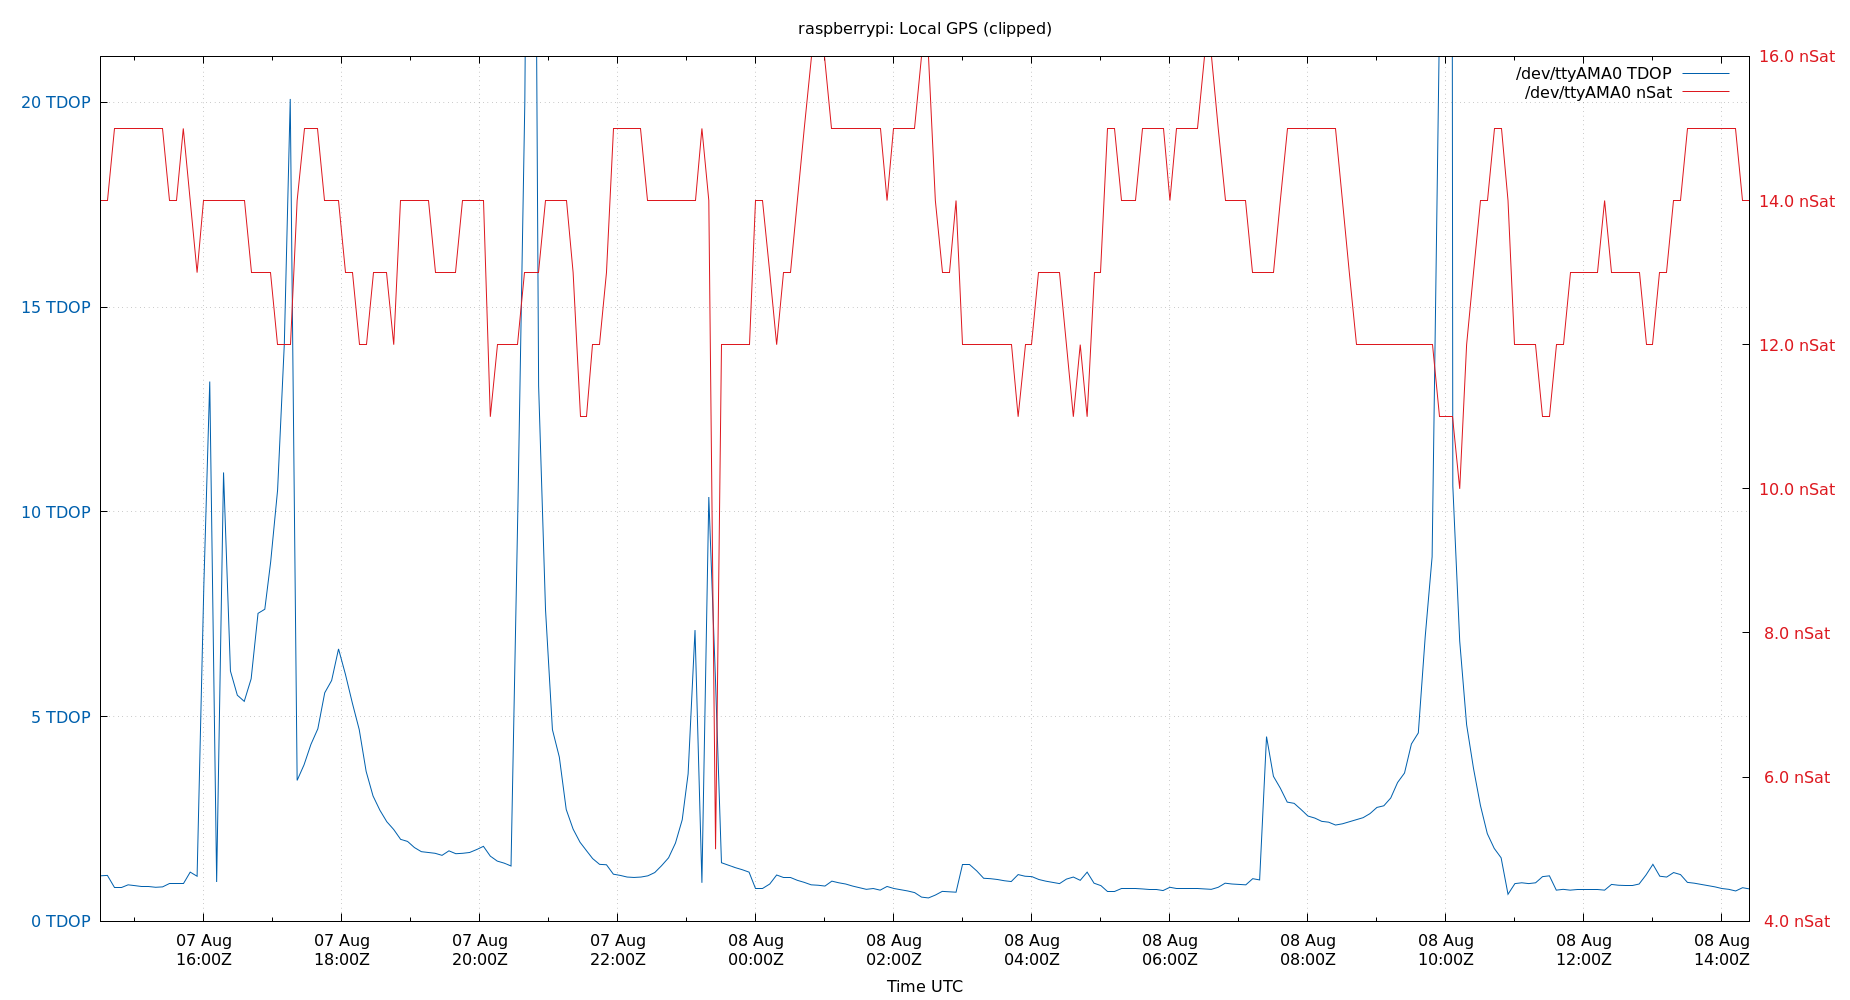 raspberrypi: Local GPS (clipped)
/dev/ttyAMA0 TDOP
/dev/ttyAMA0 nSat
20 TDOP
15 TDOP
10 TDOP
5 TDOP
0 TDOP
16.0 nSat
14.0 nSat
12.0 nSat
10.0 nSat
8.0 nSat
6.0 nSat
4.0 nSat
07 Aug
16:00Z
07 Aug
18:00Z
07 Aug
20:00Z
07 Aug
22:00Z
08 Aug
00:00Z
08 Aug
02:00Z
08 Aug
04:00Z
08 Aug
06:00Z
08 Aug
08:00Z
08 Aug
10:00Z
08 Aug
12:00Z
08 Aug
14:00Z
Time UTC